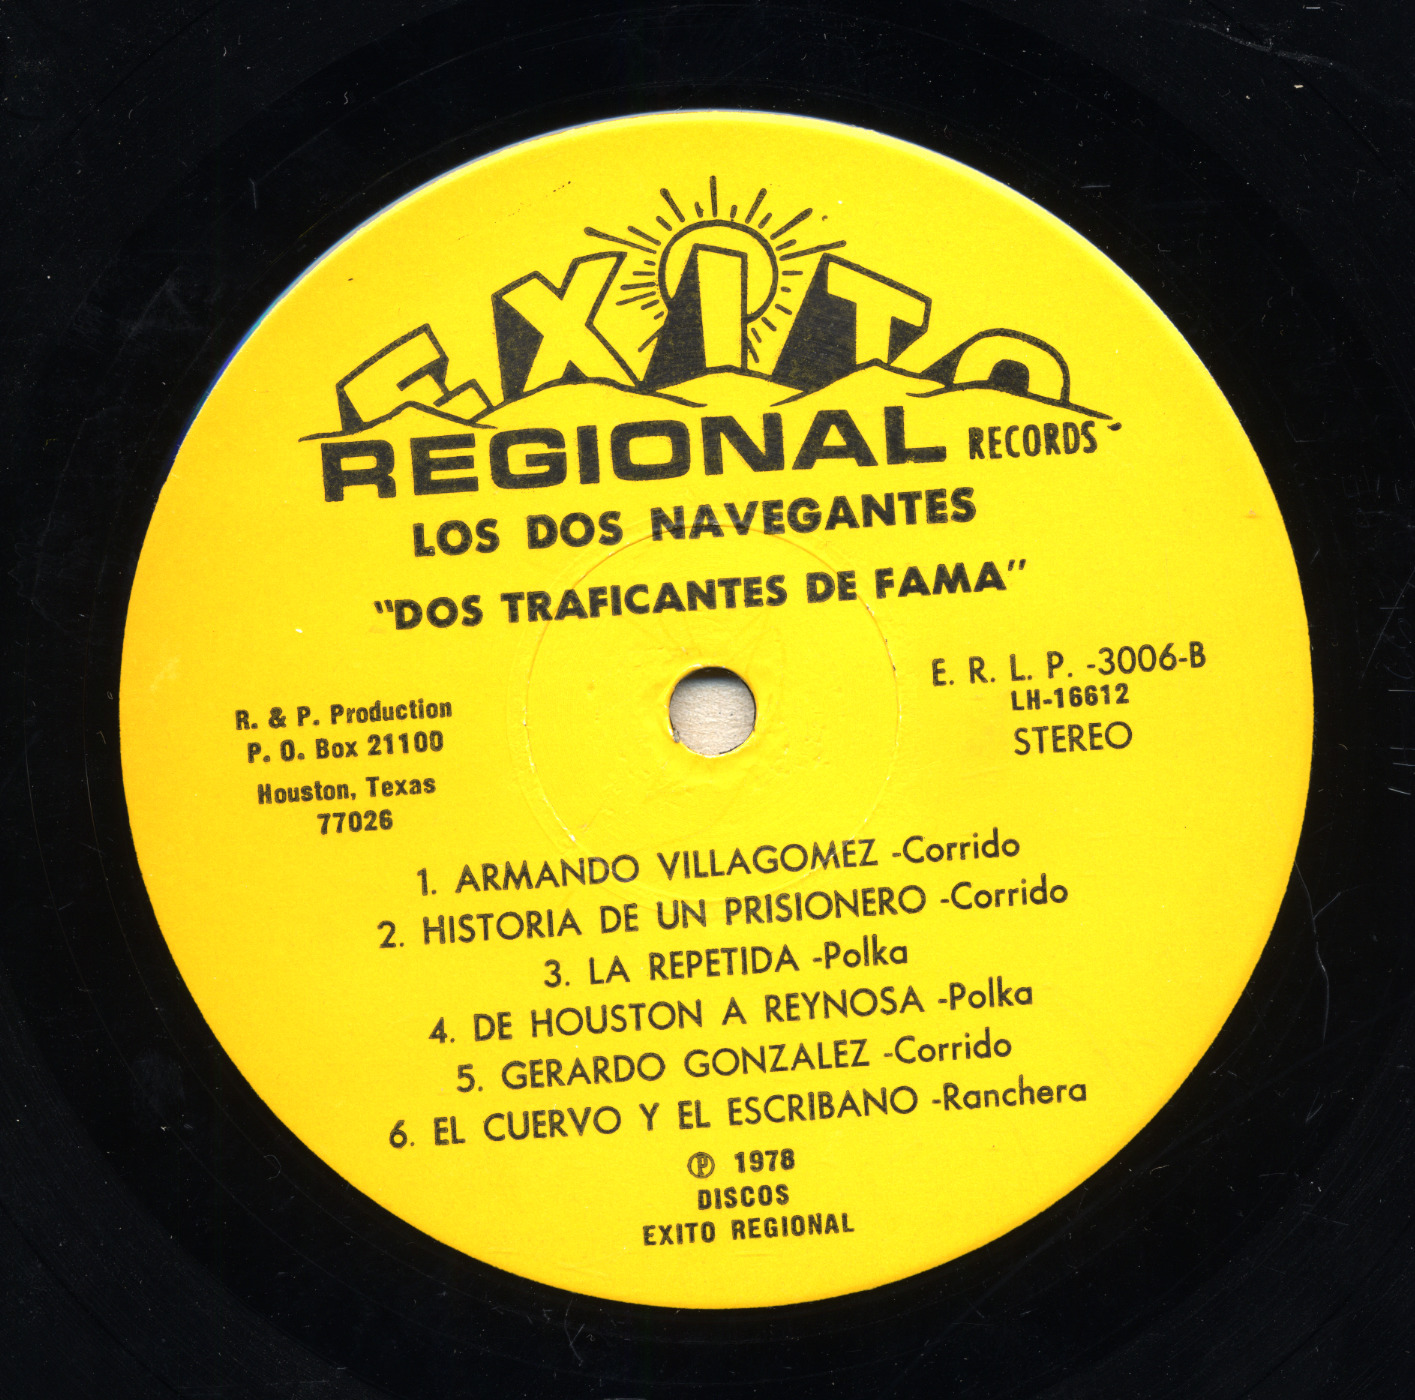 EXITO
REGIONAL RECORDS
LOS DOS NAVEGANTES
"DOS TRAFICANTES DE FAMA"
E. R. L. P. -3006-B
LH-16612
STEREO
R. & P. Production
P. O. Box 21100
Houston, Texas
77026
1. ARMANDO VILLAGOMEZ -Corrido
2. HISTORIA DE UN PRISIONERO -Corrido
3. LA REPETIDA -Polka
4. DE HOUSTON A REYNOSA -Polka
5. GERARDO GONZALEZ -Corrido
6. EL CUERVO Y EL ESCRIBANO -Ranchera
℗ 1978
DISCOS
EXITO REGIONAL